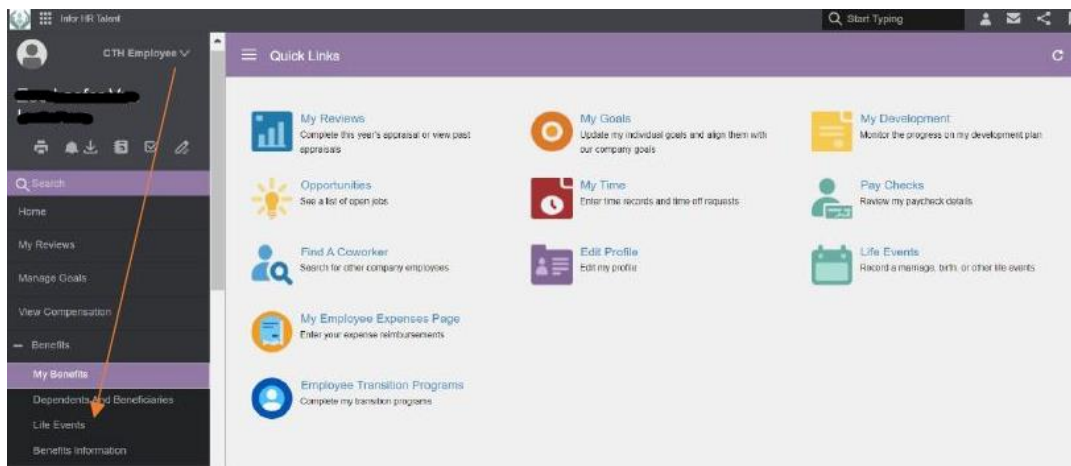 Infor HR Talent
Start Typing
CTH Employee
Search
Home
My Reviews
Manage Goals
View Compensation
Benefits
My Benefits
Dependents And Beneficiaries
Life Events
Benefits Information
Quick Links
My Reviews
Complete this year's appraisal or view past
appraisals
My Goals
Update my individual goals and align them with
our company goals
My Development
Monitor the progress on my development plan
Opportunities
See a list of open jobs
My Time
Enter time records and time off requests
Pay Checks
Review my paycheck details
Find A Coworker
Search for other company employees
Edit Profile
Edit my profile
Life Events
Record a marriage, birth, or other life events
My Employee Expenses Page
Enter your expense reimbursements
Employee Transition Programs
Complete my transition programs